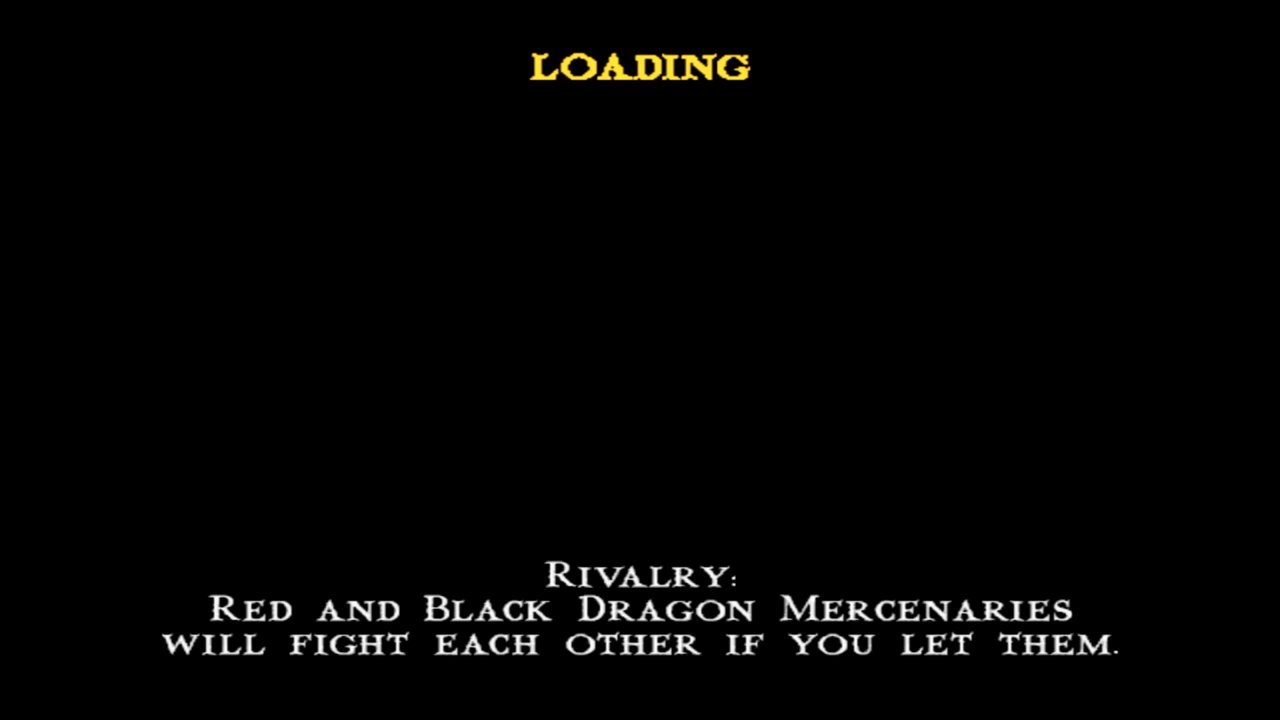 LOADING
RIVALRY:
RED AND BLACK DRAGON MERCENARIES
WILL FIGHT EACH OTHER IF YOU LET THEM.